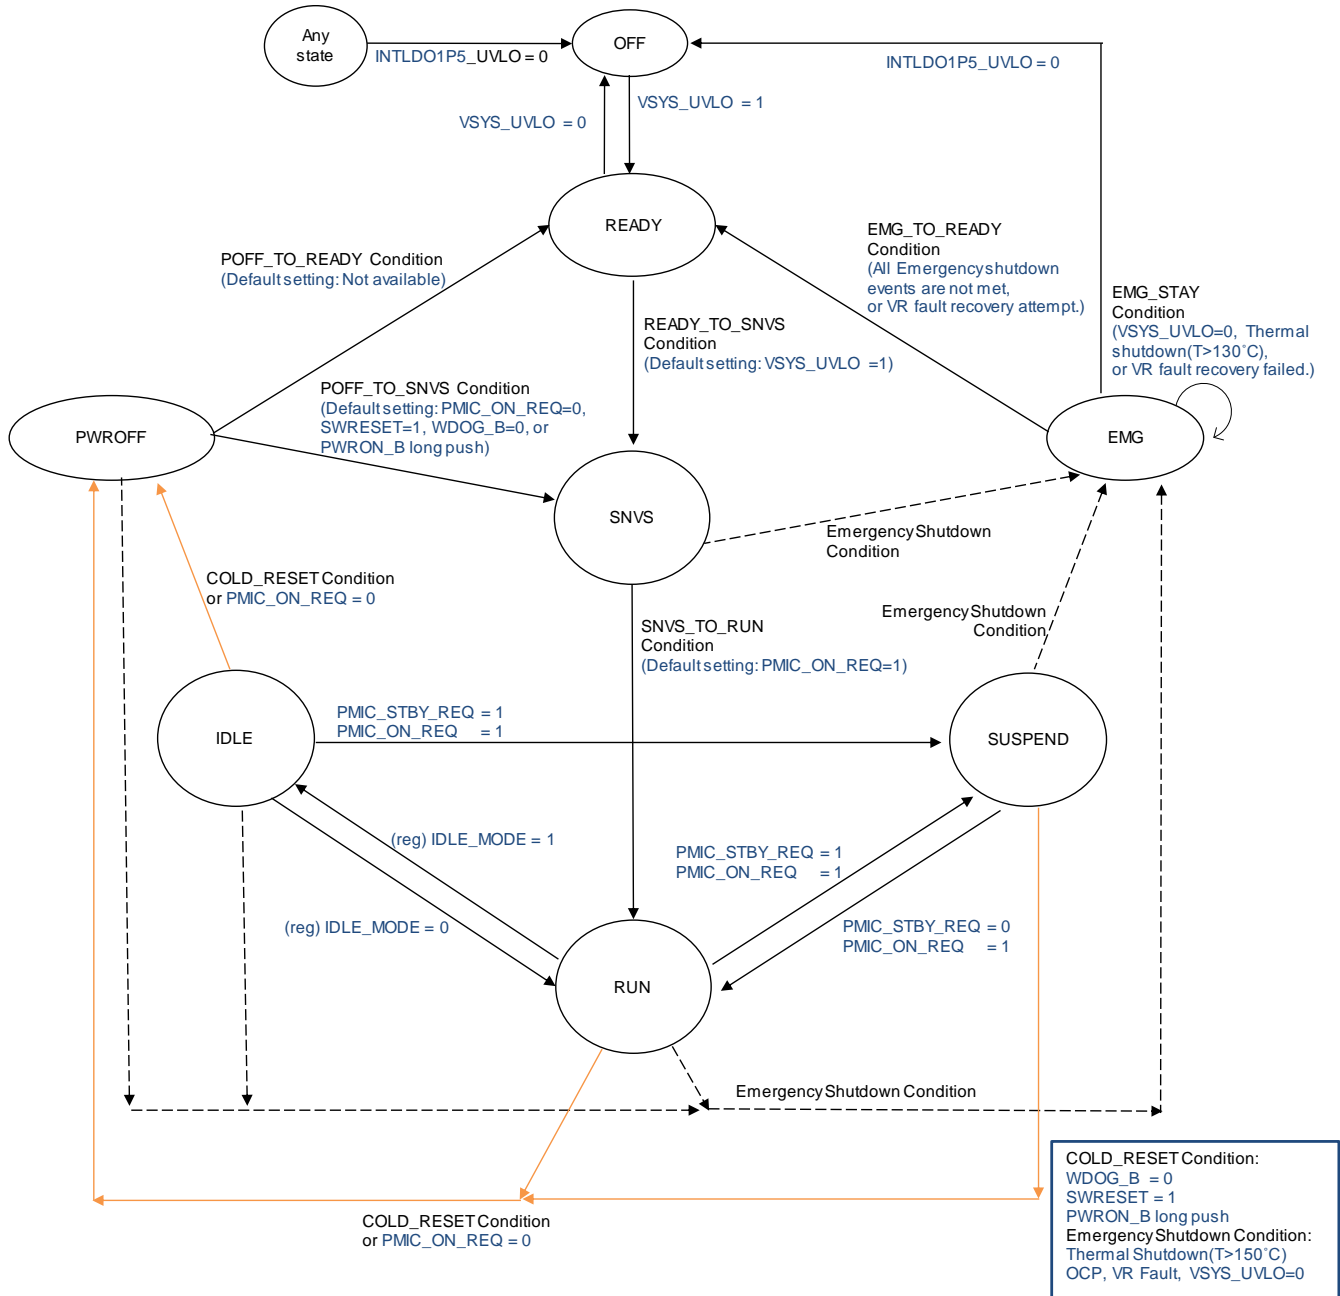 Any
state
OFF
INTLDO1P5_UVLO = 0
INTLDO1P5_UVLO = 0
VSYS_UVLO = 1
VSYS_UVLO = 0
READY
POFF_TO_READY Condition
(Default setting: Not available)
EMG_TO_READY
Condition
(All Emergency shutdown
events are not met,
or VR fault recovery attempt.)
EMG_STAY
Condition
(VSYS_UVLO=0, Thermal
shutdown(T>130°C),
or VR fault recovery failed.)
READY_TO_SNVS
Condition
(Default setting: VSYS_UVLO =1)
POFF_TO_SNVS Condition
(Default setting: PMIC_ON_REQ=0,
SWRESET=1, WDOG_B=0, or
PWRON_B long push)
PWROFF
EMG
SNVS
Emergency Shutdown
Condition
COLD_RESET Condition
or PMIC_ON_REQ = 0
Emergency Shutdown
Condition
SNVS_TO_RUN
Condition
(Default setting: PMIC_ON_REQ=1)
IDLE
PMIC_STBY_REQ = 1
PMIC_ON_REQ = 1
SUSPEND
(reg) IDLE_MODE = 1
PMIC_STBY_REQ = 1
PMIC_ON_REQ = 1
(reg) IDLE_MODE = 0
PMIC_STBY_REQ = 0
PMIC_ON_REQ = 1
RUN
Emergency Shutdown Condition
COLD_RESET Condition
or PMIC_ON_REQ = 0
COLD_RESET Condition:
WDOG_B = 0
SWRESET = 1
PWRON_B long push
Emergency Shutdown Condition:
Thermal Shutdown(T>150°C)
OCP, VR Fault, VSYS_UVLO=0